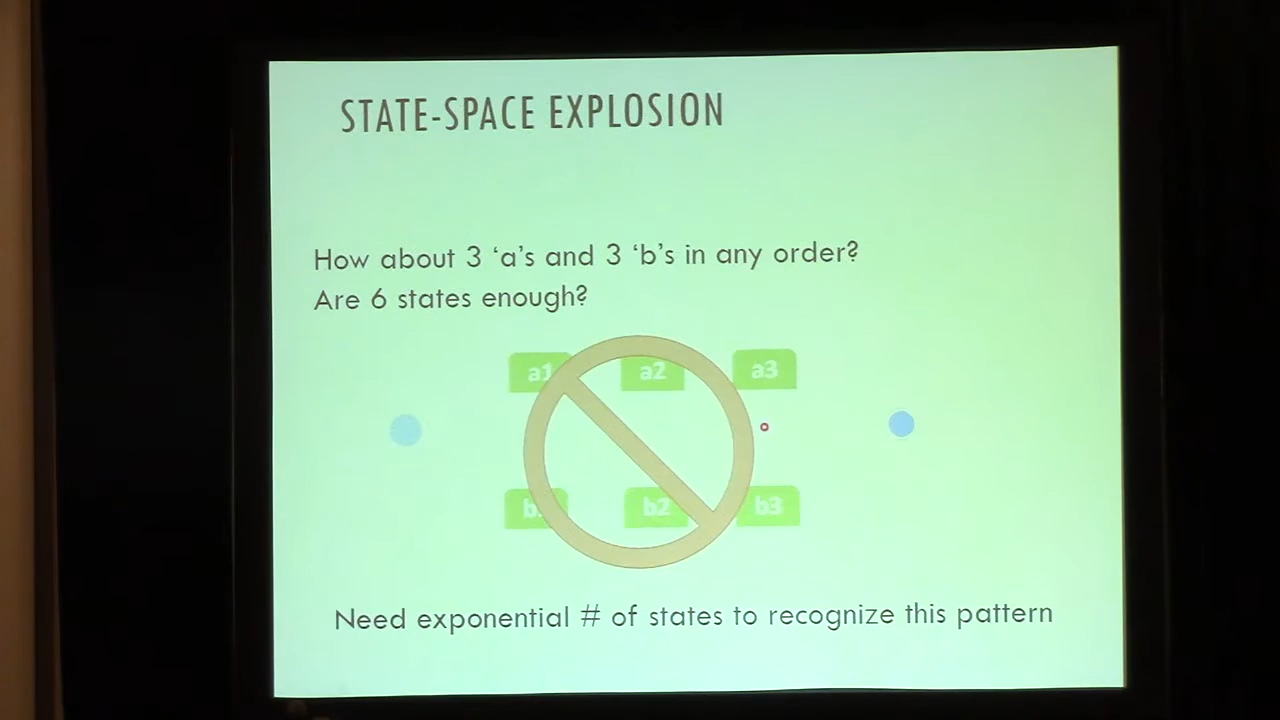 STATE-SPACE EXPLOSION
How about 3 ‘a’s and 3 ‘b’s in any order?
Are 6 states enough?
a1 a2 a3
b2 b3
Need exponential # of states to recognize this pattern